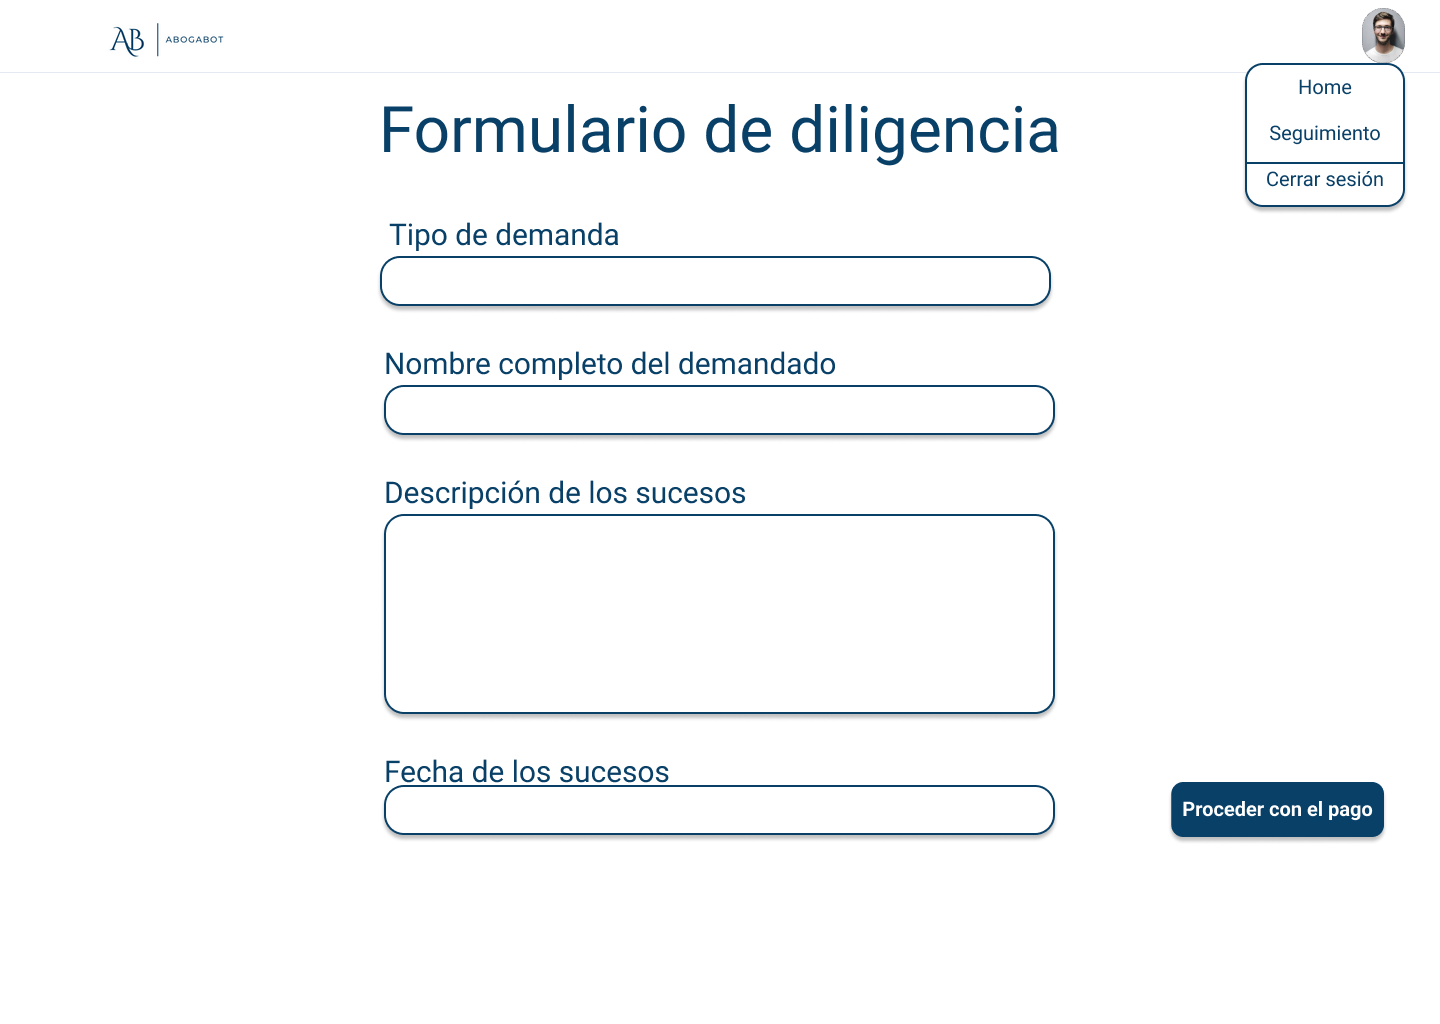 AB
ABOGABOT
Home
Seguimiento
Cerrar sesión
Formulario de diligencia
Tipo de demanda
Nombre completo del demandado
Descripción de los sucesos
Fecha de los sucesos
Proceder con el pago